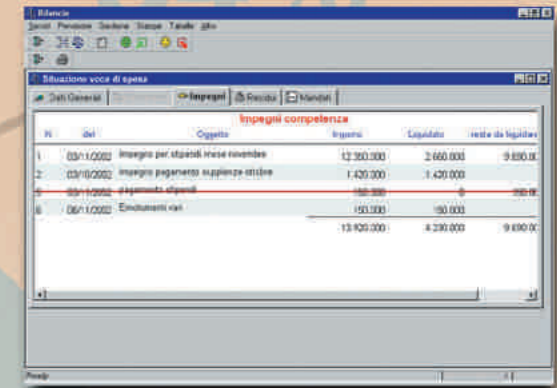 Bilancio
Servizi Previsione Gestione Stampe Tabelle Altro
Situazione voce di spesa
Dati Generali Impegni Residui Mandati
Impegni competenza
N del Oggetto Importo Liquidato resta da liquidare
1 03/11/2002 Impegno per stipendi mese novembre 12.350.000 2.660.000 9.690.00
2 03/10/2002 Impegno pagamento supplenze ottobre 1.420.000 1.420.000
03/11/2002 pagamento stipendi 150.000 0
6 06/11/2002 Emolumenti vari 150.000 150.000
13.920.000 4.230.000 9.690.00
Ready